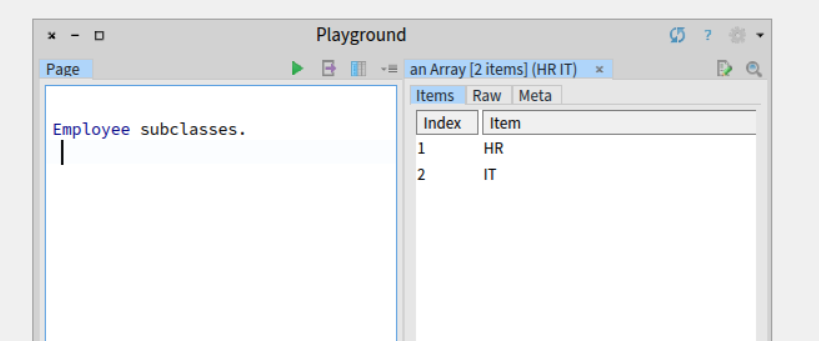 Playground
?
Page
an Array [2 items] (HR IT)
Employee subclasses.
Items Raw Meta
Index Item
1 HR
2 IT